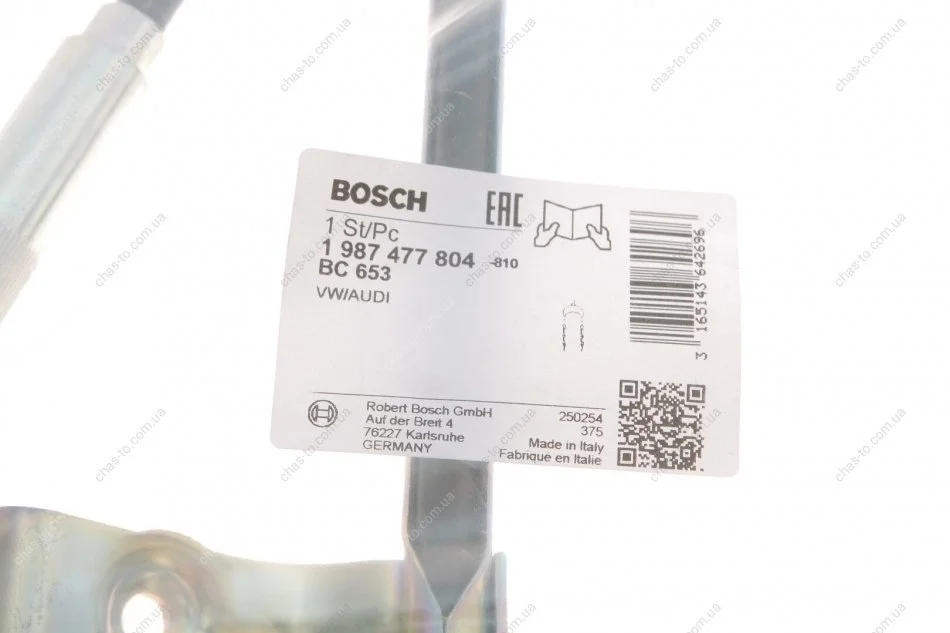 BOSCH
EAC
1 St/Pc
1 987 477 804 -810
BC 653
VW/AUDI
3 165143 642696
Robert Bosch GmbH
Auf der Breit 4
76227 Karlsruhe
GERMANY
250254
375
Made in Italy
Fabrique en Italie
chas-to.com.ua